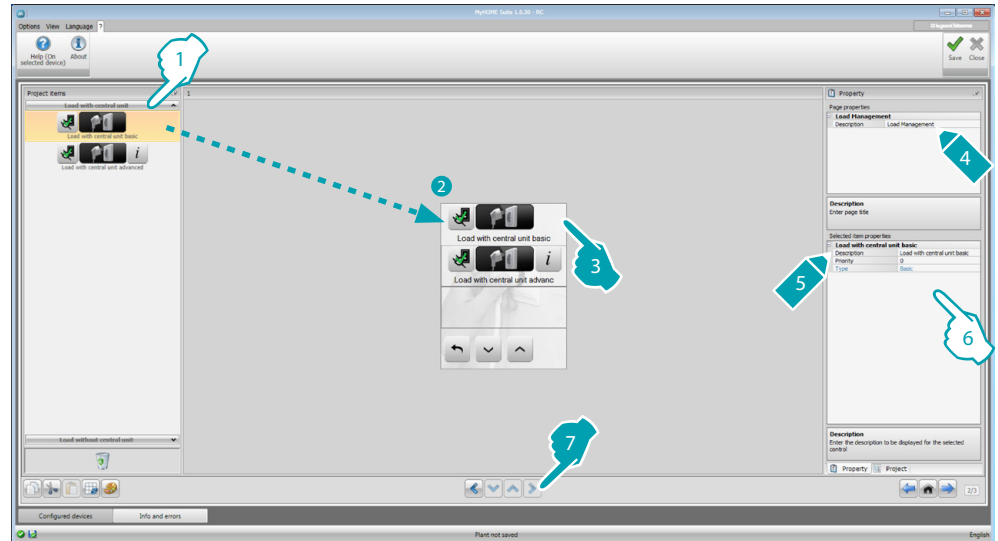 MyHOME Suite 1.0.30 - RC
Options View Language ?
Help (On
selected device)
About
Save Close
1
Project items
Load with central unit
Load with central unit basic
i
Load with central unit advanced
Load without central unit
1
2
Load with central unit basic
i
Load with central unit advanc
3
7
Property
Page properties
Load Management
Description Load Management
4
Description
Enter page title
Selected item properties
Load with central unit basic
Description Load with central unit basic
Priority 0
Type Basic
5
6
Description
Enter the description to be displayed for the selected
control
Property Project
2/3
Configured devices Info and errors
Plant not saved English